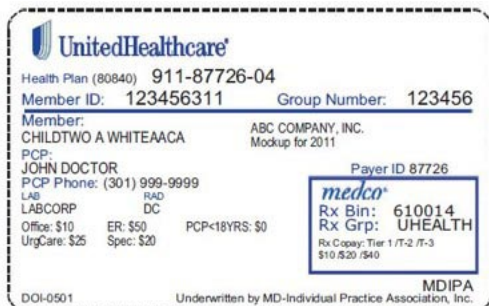 UnitedHealthcare®
Health Plan (80840) 911-87726-04
Member ID: 123456311 Group Number: 123456
Member:
CHILDTWO A WHITEAACA
ABC COMPANY, INC.
Mockup for 2011
PCP:
JOHN DOCTOR
PCP Phone: (301) 999-9999
Payer ID 87726
LAB RAD
LABCORP DC
Office: $10 ER: $50 PCP<18YRS: $0
UrgCare: $25 Spec: $20
medco®
Rx Bin: 610014
Rx Grp: UHEALTH
Rx Copay: Tier 1 /T-2 /T-3
$10 /$20 /$40
MDIPA
DOI-0501 Underwritten by MD-Individual Practice Association, Inc.